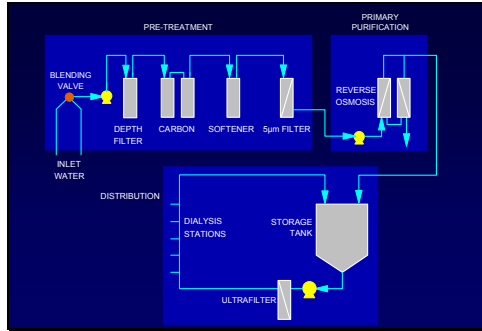 PRE-TREATMENT
PRIMARY
PURIFICATION
BLENDING
VALVE
REVERSE
OSMOSIS
DEPTH
FILTER
CARBON
SOFTENER
5µm FILTER
INLET
WATER
DISTRIBUTION
DIALYSIS
STATIONS
STORAGE
TANK
ULTRAFILTER